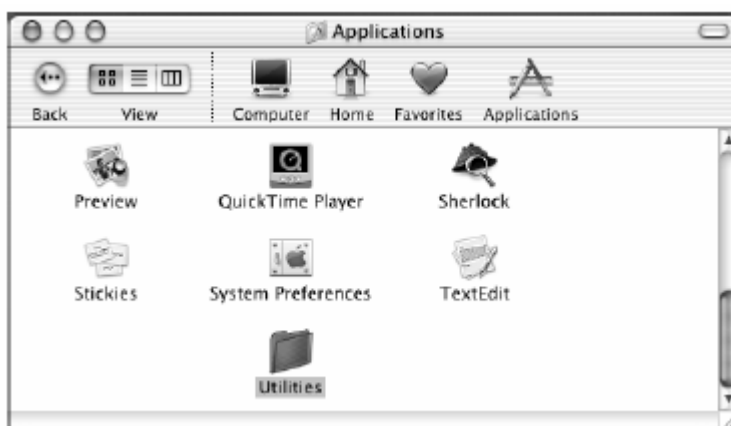 Applications
Back View Computer Home Favorites Applications
Preview QuickTime Player Sherlock
Stickies System Preferences TextEdit
Utilities